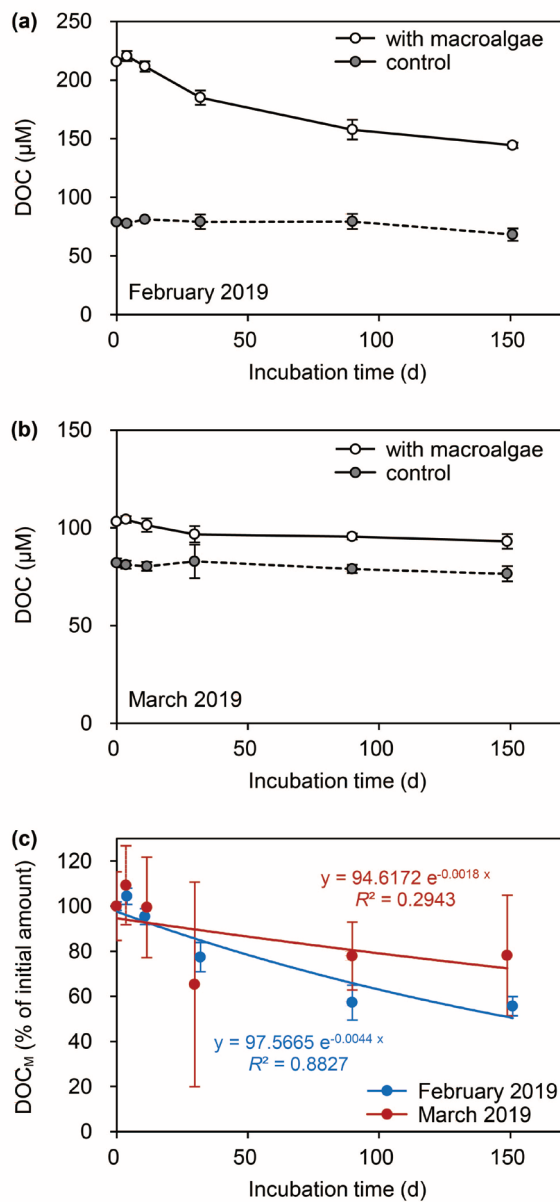 (a)
250
200
150
100
50
0
DOC (µM)
with macroalgae
control
February 2019
0 50 100 150
Incubation time (d)
(b)
150
100
50
0
DOC (µM)
with macroalgae
control
March 2019
0 50 100 150
Incubation time (d)
(c)
120
100
80
60
40
20
0
DOC_M (% of initial amount)
y = 94.6172 e^-0.0018 x
R² = 0.2943
y = 97.5665 e^-0.0044 x
R² = 0.8827
February 2019
March 2019
0 50 100 150
Incubation time (d)